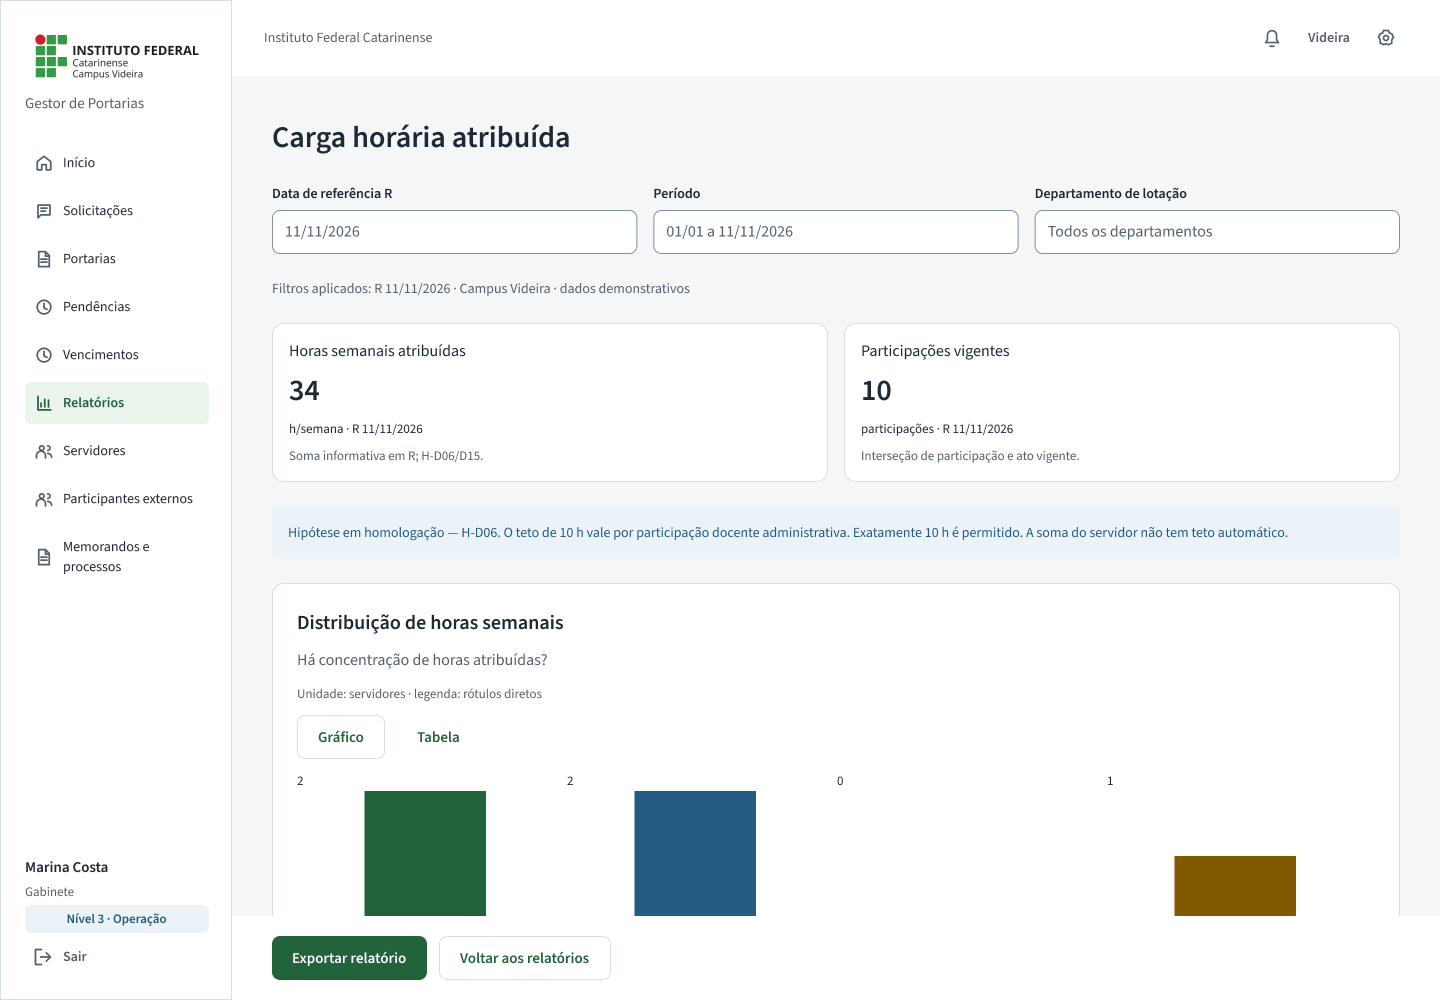 INSTITUTO FEDERAL
Catarinense
Campus Videira
Gestor de Portarias
Início
Solicitações
Portarias
Pendências
Vencimentos
Relatórios
Servidores
Participantes externos
Memorandos e
processos
Marina Costa
Gabinete
Nível 3 · Operação
Sair
Instituto Federal Catarinense
Videira
Carga horária atribuída
Data de referência R
Período
Departamento de lotação
11/11/2026
01/01 a 11/11/2026
Todos os departamentos
Filtros aplicados: R 11/11/2026 · Campus Videira · dados demonstrativos
Horas semanais atribuídas
34
h/semana · R 11/11/2026
Soma informativa em R; H-D06/D15.
Participações vigentes
10
participações · R 11/11/2026
Interseção de participação e ato vigente.
Hipótese em homologação — H-D06. O teto de 10 h vale por participação docente administrativa. Exatamente 10 h é permitido. A soma do servidor não tem teto automático.
Distribuição de horas semanais
Há concentração de horas atribuídas?
Unidade: servidores · legenda: rótulos diretos
Gráfico
Tabela
2
2
0
1
Exportar relatório
Voltar aos relatórios